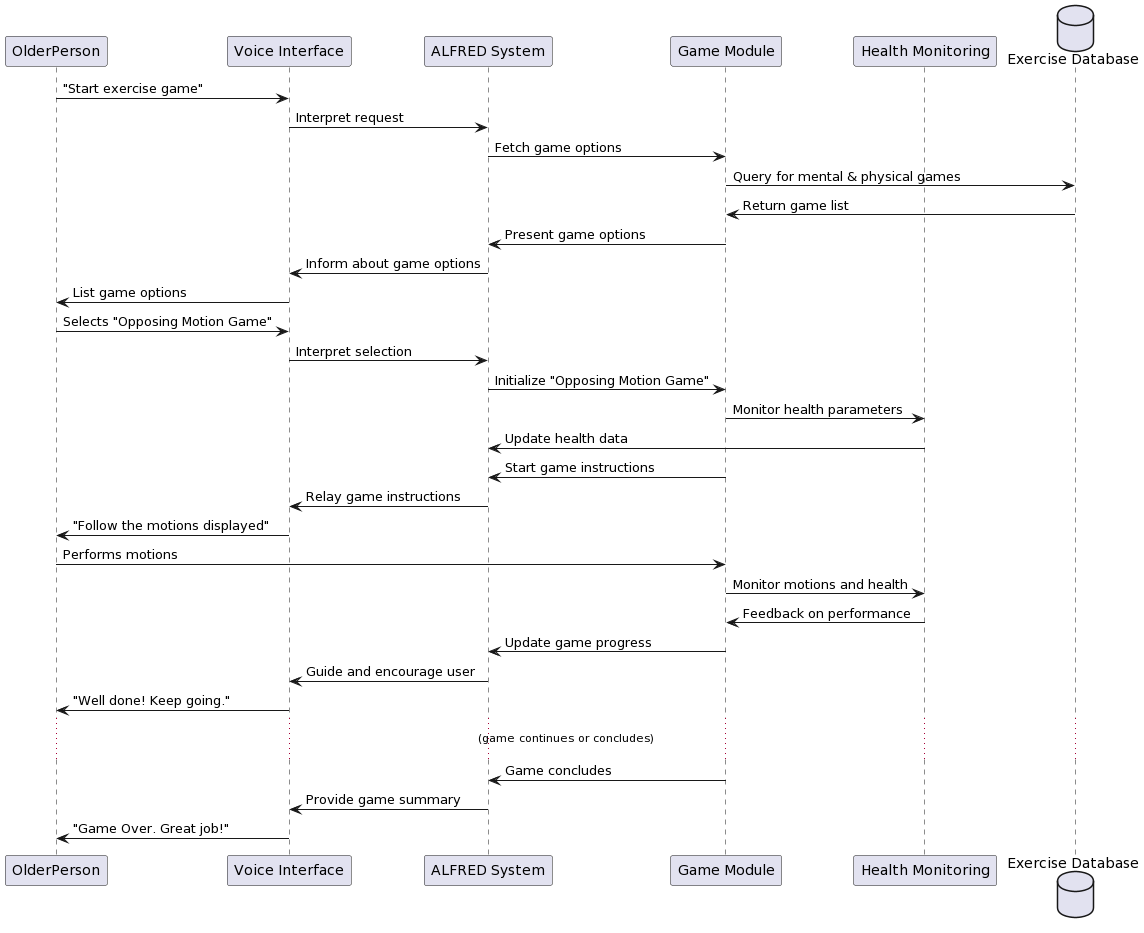 OlderPerson
Voice Interface
ALFRED System
Game Module
Health Monitoring
Exercise Database
"Start exercise game"
Interpret request
Fetch game options
Query for mental & physical games
Return game list
Present game options
Inform about game options
List game options
Selects "Opposing Motion Game"
Interpret selection
Initialize "Opposing Motion Game"
Monitor health parameters
Update health data
Start game instructions
Relay game instructions
"Follow the motions displayed"
Performs motions
Monitor motions and health
Feedback on performance
Update game progress
Guide and encourage user
"Well done! Keep going."
(game continues or concludes)
Game concludes
Provide game summary
"Game Over. Great job!"
OlderPerson
Voice Interface
ALFRED System
Game Module
Health Monitoring
Exercise Database